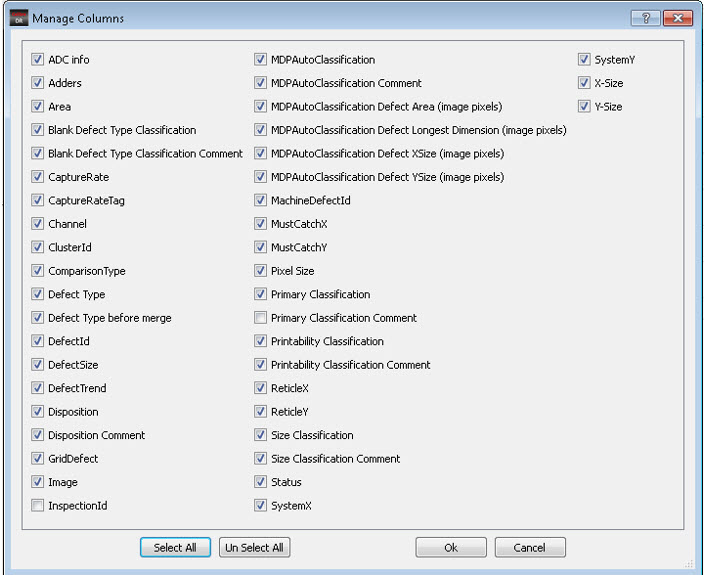 Manage Columns
ADC info
Adders
Area
Blank Defect Type Classification
Blank Defect Type Classification Comment
CaptureRate
CaptureRateTag
Channel
ClusterId
ComparisonType
Defect Type
Defect Type before merge
DefectId
DefectSize
DefectTrend
Disposition
Disposition Comment
GridDefect
Image
InspectionId
MDPAutoClassification
MDPAutoClassification Comment
MDPAutoClassification Defect Area (image pixels)
MDPAutoClassification Defect Longest Dimension (image pixels)
MDPAutoClassification Defect XSize (image pixels)
MDPAutoClassification Defect YSize (image pixels)
MachineDefectId
MustCatchX
MustCatchY
Pixel Size
Primary Classification
Primary Classification Comment
Printability Classification
Printability Classification Comment
ReticleX
ReticleY
Size Classification
Size Classification Comment
Status
SystemX
SystemY
X-Size
Y-Size
Select All
Un Select All
Ok
Cancel